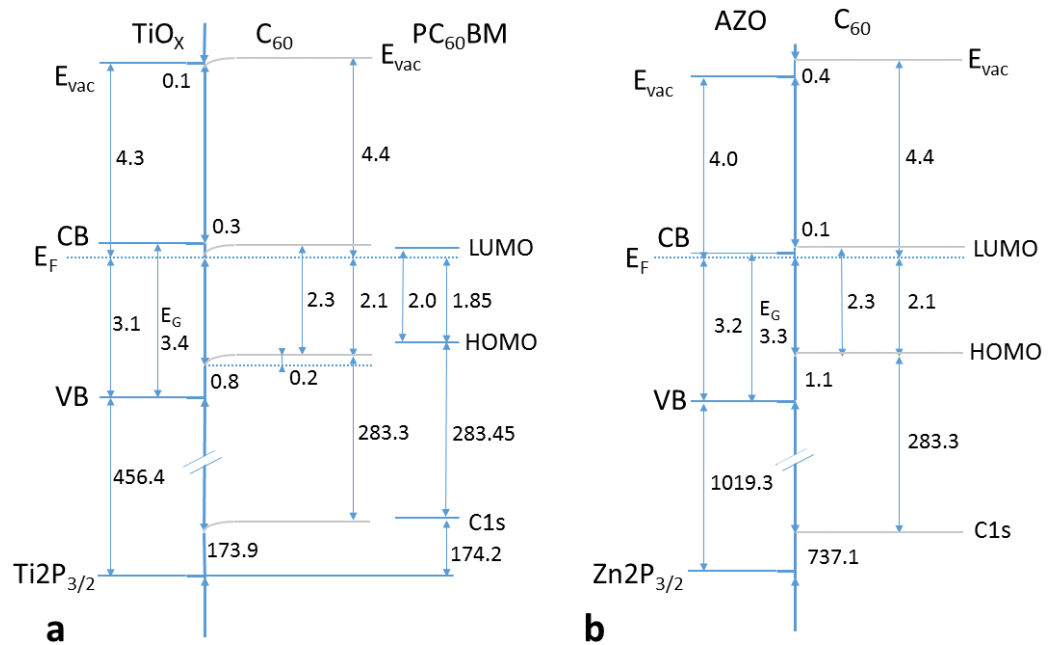 TiOX C60 PC60BM
Evac 0.1 Evac
4.3 4.4
CB 0.3
EF LUMO
3.1 EG 3.4 2.3 2.1 2.0 1.85
HOMO
VB 0.8 0.2
456.4 283.3 283.45
C1s
173.9 174.2
Ti2P3/2
a
AZO C60
Evac 0.4 Evac
4.0 4.4
CB 0.1
EF LUMO
3.2 EG 3.3 2.3 2.1
HOMO
VB 1.1
1019.3 283.3
C1s
737.1
Zn2P3/2
b